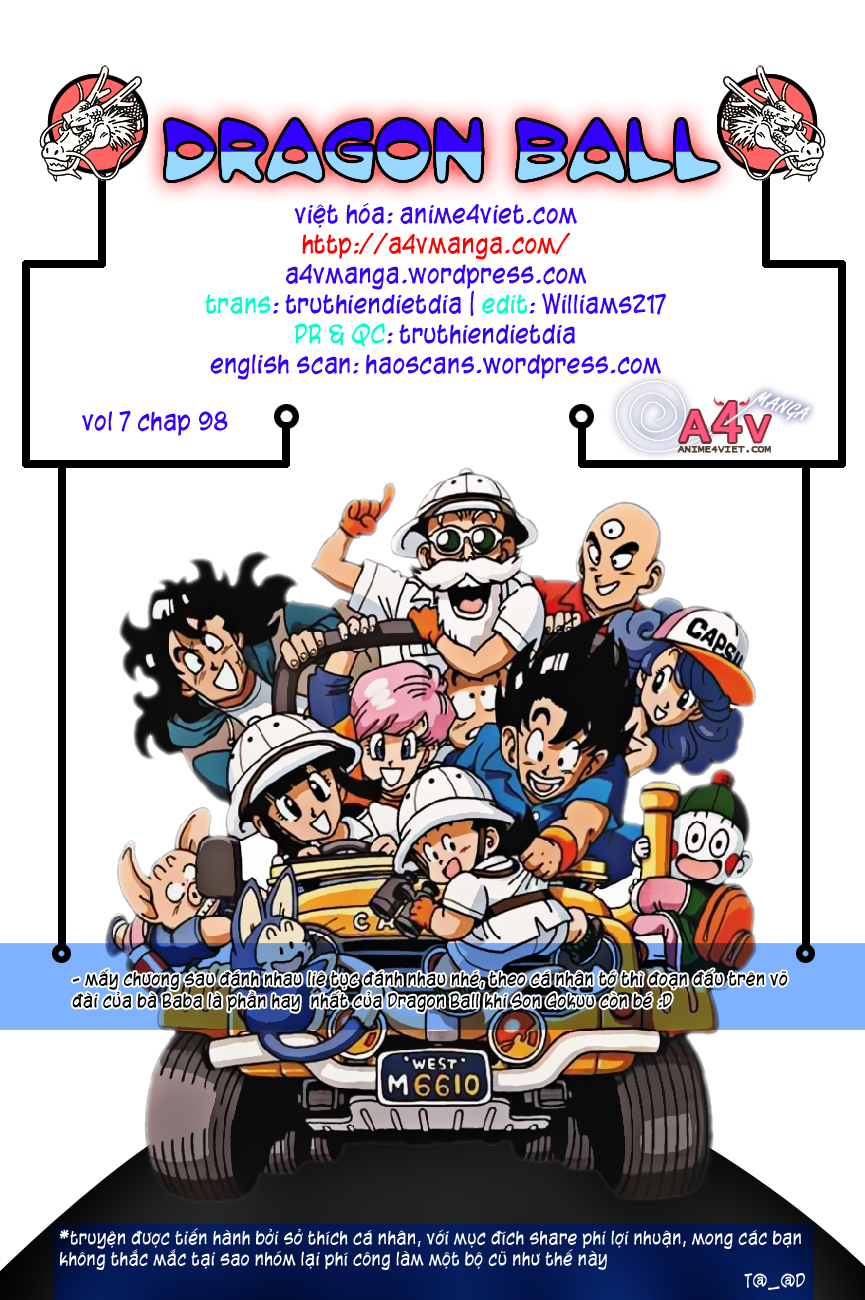 DRAGON BALL
việt hóa: anime4viet.com
http://a4vmanga.com/
a4vmanga.wordpress.com
trans: truthiendietdia | edit: Williams217
PR & QC: truthiendietdia
english scan: haoscans.wordpress.com
vol 7 chap 98
A4V MANGA
ANIME4VIET.COM
CAPSU
CA
- Mấy chương sau đánh nhau liê tục đánh nhau nhé, theo cá nhân tớ thì đoạn đấu trên võ
đài của bà Baba là phần hay nhất của Dragon Ball khi Son Gokuu còn bé :D
"WEST"
M6610
*truyện được tiến hành bởi sở thích cá nhân, với mục đích share phi lợi nhuận, mong các bạn
không thắc mắc tại sao nhóm lại phí công làm một bộ cũ như thế này
T@_@D